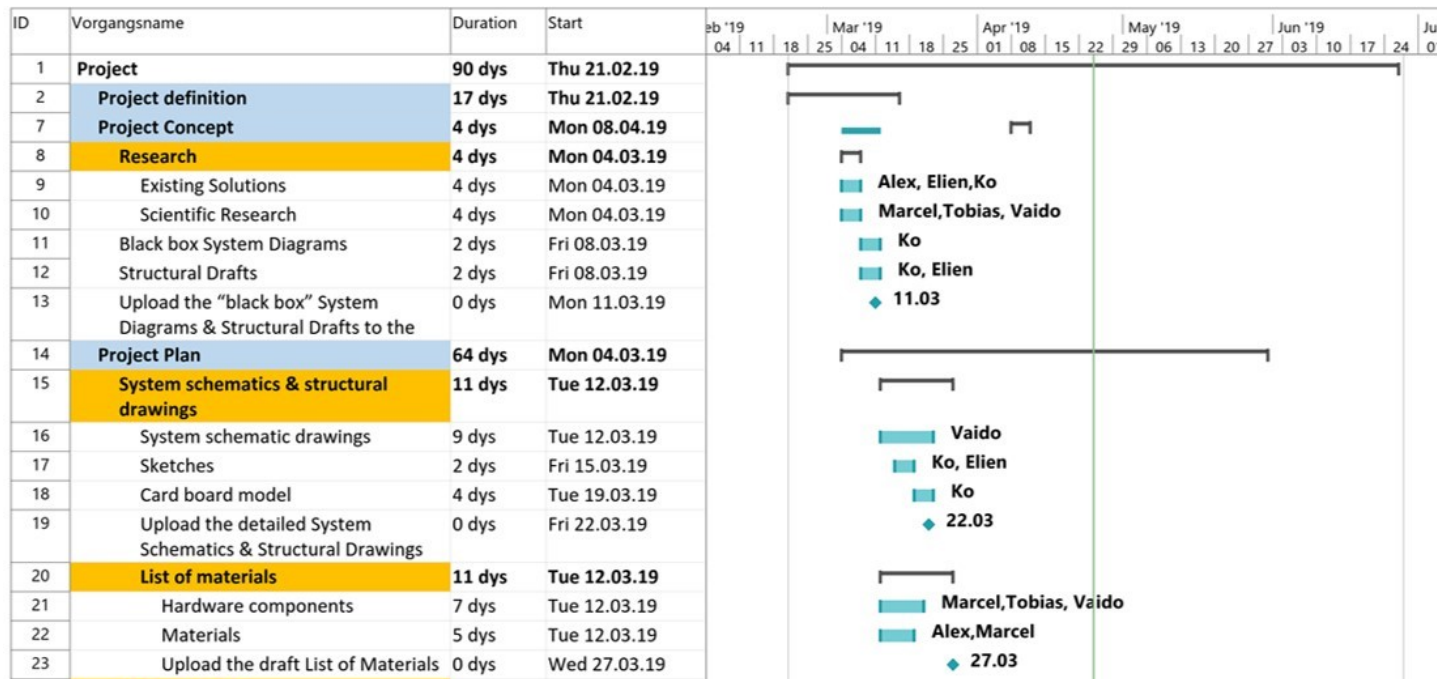 ID Vorgangsname Duration Start eb '19 Mar '19 Apr '19 May '19 Jun '19 Ju
04 11 18 25 04 11 18 25 01 08 15 22 29 06 13 20 27 03 10 17 24 0
1 Project 90 dys Thu 21.02.19
2 Project definition 17 dys Thu 21.02.19
7 Project Concept 4 dys Mon 08.04.19
8 Research 4 dys Mon 04.03.19
9 Existing Solutions 4 dys Mon 04.03.19 Alex, Elien,Ko
10 Scientific Research 4 dys Mon 04.03.19 Marcel,Tobias, Vaido
11 Black box System Diagrams 2 dys Fri 08.03.19 Ko
12 Structural Drafts 2 dys Fri 08.03.19 Ko, Elien
13 Upload the “black box” System 0 dys Mon 11.03.19 11.03
Diagrams & Structural Drafts to the
14 Project Plan 64 dys Mon 04.03.19
15 System schematics & structural 11 dys Tue 12.03.19
drawings
16 System schematic drawings 9 dys Tue 12.03.19 Vaido
17 Sketches 2 dys Fri 15.03.19 Ko, Elien
18 Card board model 4 dys Tue 19.03.19 Ko
19 Upload the detailed System 0 dys Fri 22.03.19 22.03
Schematics & Structural Drawings
20 List of materials 11 dys Tue 12.03.19
21 Hardware components 7 dys Tue 12.03.19 Marcel,Tobias, Vaido
22 Materials 5 dys Tue 12.03.19 Alex,Marcel
23 Upload the draft List of Materials 0 dys Wed 27.03.19 27.03